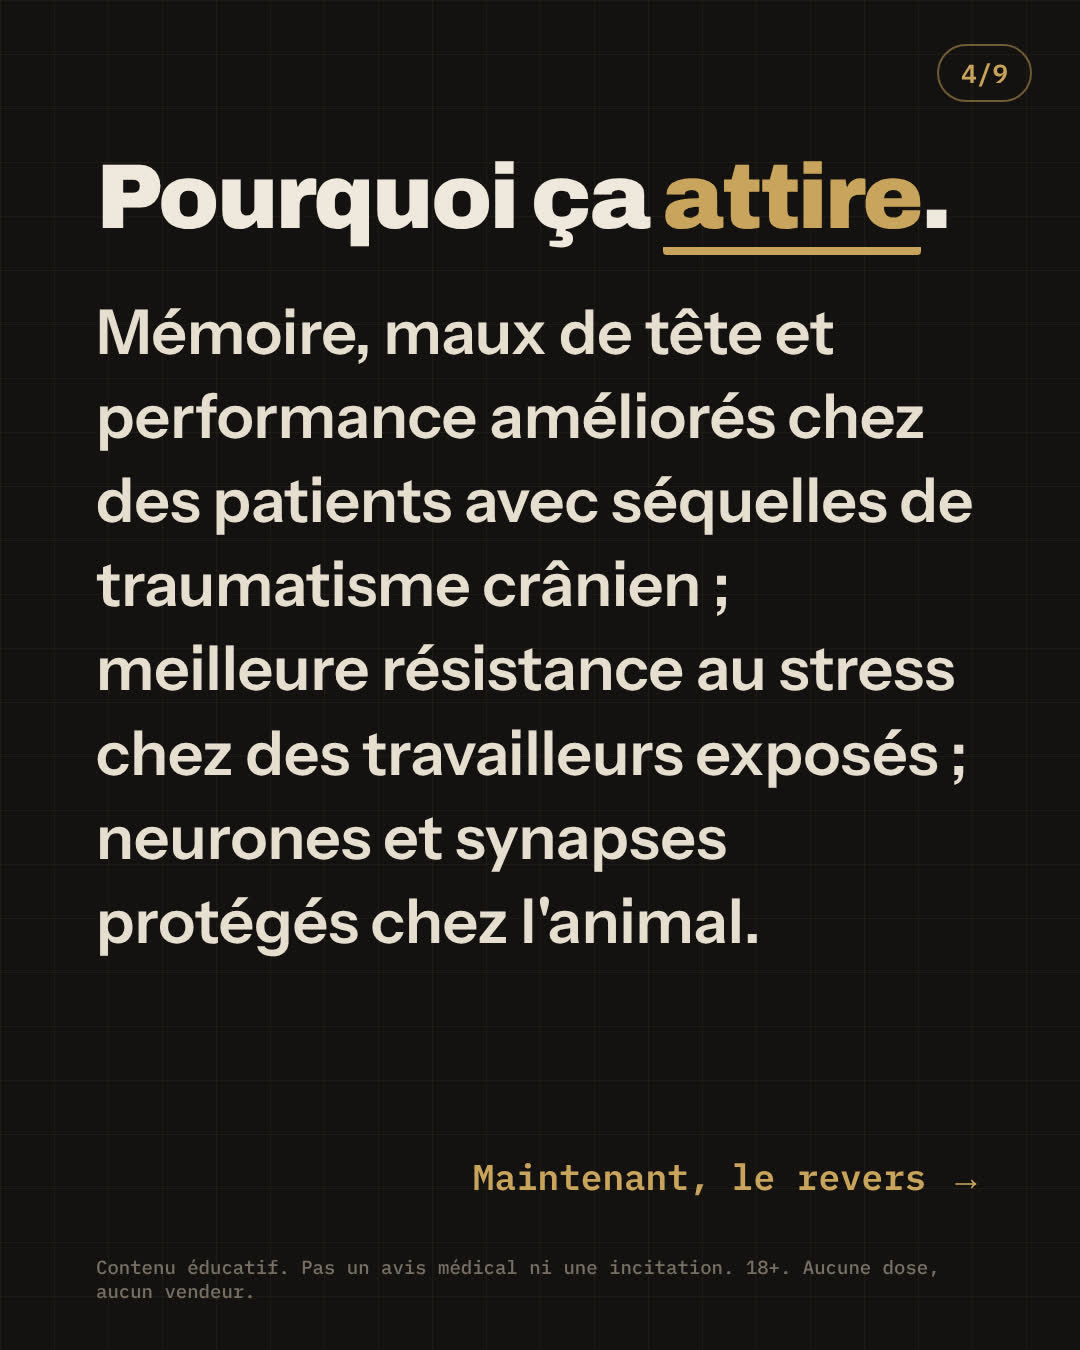 4/9
Pourquoi ça attire.
Mémoire, maux de tête et
performance améliorés chez
des patients avec séquelles de
traumatisme crânien ;
meilleure résistance au stress
chez des travailleurs exposés ;
neurones et synapses
protégés chez l'animal.
Maintenant, le revers →
Contenu éducatif. Pas un avis médical ni une incitation. 18+. Aucune dose,
aucun vendeur.